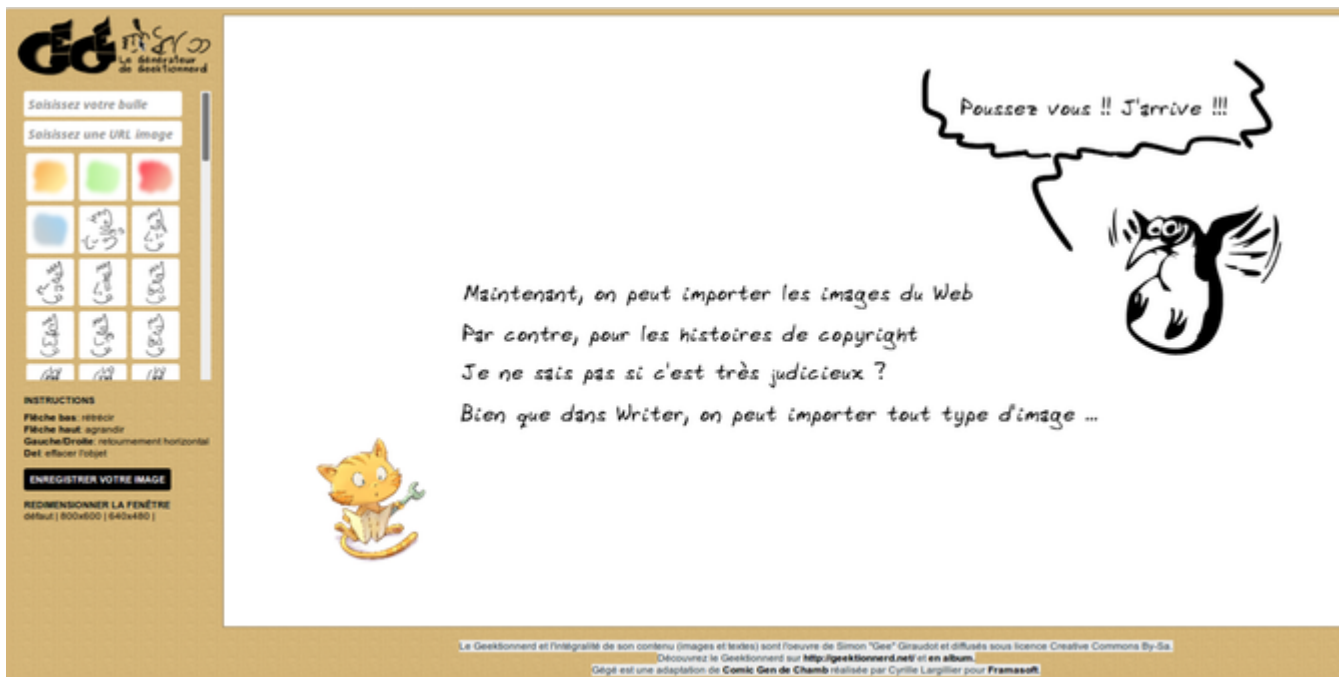 GéGé
Le Générateur
de Geektionnerd
Saisissez votre bulle
Saisissez une URL image
INSTRUCTIONS
Flèche bas: rétrécir
Flèche haut: agrandir
Gauche/Droite: retournement horizontal
Del: effacer l'objet
ENREGISTRER VOTRE IMAGE
REDIMENSIONNER LA FENÊTRE
défaut | 800x600 | 640x480 |
Poussez vous !! J'arrive !!!
Maintenant, on peut importer les images du Web
Par contre, pour les histoires de copyright
Je ne sais pas si c'est très judicieux ?
Bien que dans Writer, on peut importer tout type d'image ...
Le Geektionnerd et l'intégralité de son contenu (images et textes) sont l'oeuvre de Simon "Gee" Giraudot et diffusés sous licence Creative Commons By-Sa.
Découvrez le Geektionnerd sur http://geektionnerd.net/ et en album.
Gégé est une adaptation de Comic Gen de Chamb réalisée par Cyrille Largillier pour Framasoft.